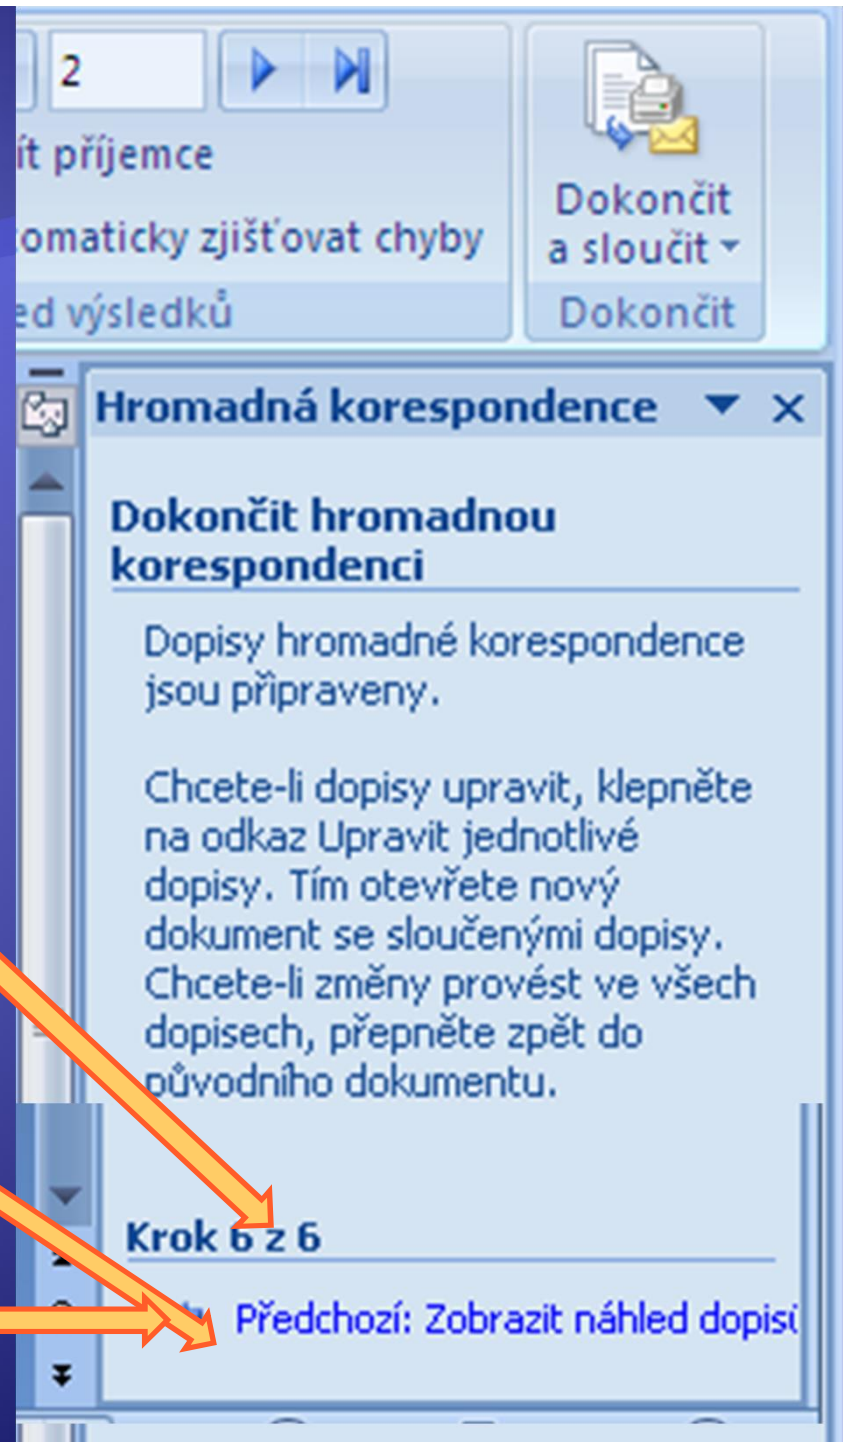 2
ít příjemce
omaticky zjišťovat chyby
ed výsledků
Dokončit
a sloučit
Dokončit
Hromadná korespondence
Dokončit hromadnou
korespondenci
Dopisy hromadné korespondence
jsou připraveny.
Chcete-li dopisy upravit, klepněte
na odkaz Upravit jednotlivé
dopisy. Tím otevřete nový
dokument se sloučenými dopisy.
Chcete-li změny provést ve všech
dopisech, přepněte zpět do
původního dokumentu.
Krok 6 z 6
Předchozí: Zobrazit náhled dopisů